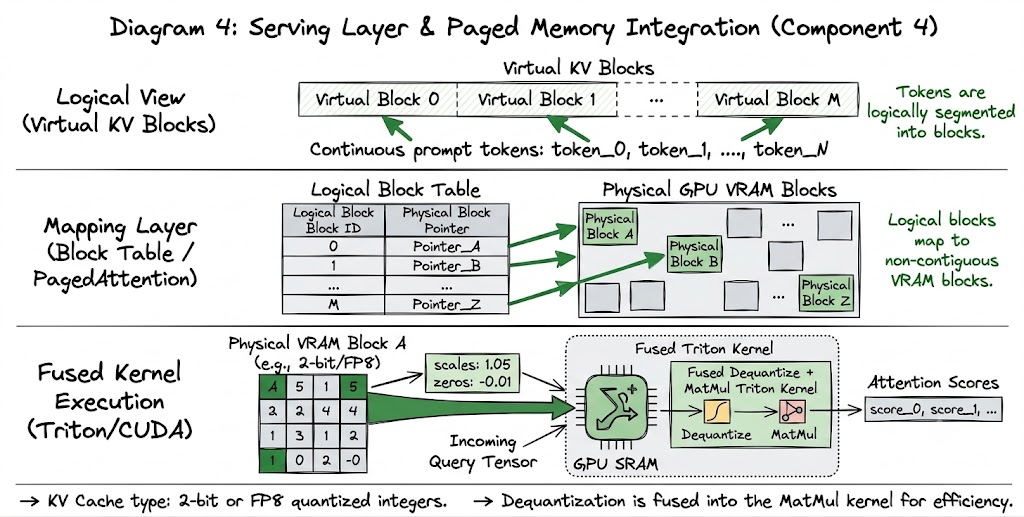 Diagram 4: Serving Layer & Paged Memory Integration (Component 4)
Logical View
(Virtual KV Blocks)
Virtual KV Blocks
Virtual Block 0
Virtual Block 1
...
Virtual Block M
Continuous prompt tokens: token_0, token_1, ...., token_N
Tokens are
logically segmented
into blocks.
Mapping Layer
(Block Table /
PagedAttention)
Logical Block Table
Logical Block
Block ID
Physical Block
Pointer
0
Pointer_A
1
Pointer_B
...
...
M
Pointer_Z
Physical GPU VRAM Blocks
Physical
Block A
Physical
Block B
...
...
Physical
Block Z
Logical blocks
map to
non-contiguous
VRAM blocks.
Fused Kernel
Execution
(Triton/CUDA)
Physical VRAM Block A
(e.g., 2-bit/FP8)
A 5 1 5
2 2 4 4
1 3 1 2
1 0 2 -0
scales: 1.05
zeros: -0.01
Incoming
Query Tensor
Fused Triton Kernel
GPU SRAM
Fused Dequantize +
MatMul Triton Kernel
Dequantize
MatMul
Attention Scores
score_0, score_1, ...
→ KV Cache type: 2-bit or FP8 quantized integers.
→ Dequantization is fused into the MatMul kernel for efficiency.